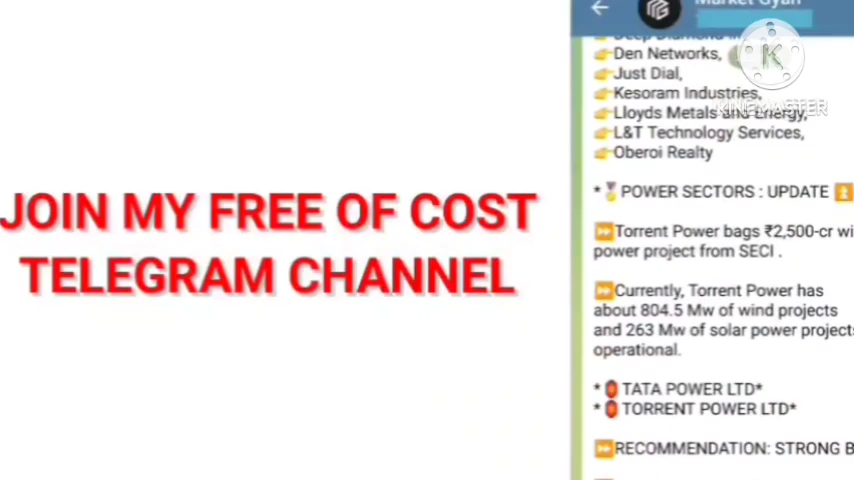 JOIN MY FREE OF COST
TELEGRAM CHANNEL
Market Gyan
Den Networks,
Just Dial,
Kesoram Industries,
Lloyds Metals and Energy,
L&T Technology Services,
Oberoi Realty
*🏅POWER SECTORS : UPDATE ⏫
⏩Torrent Power bags ₹2,500-cr wi
power project from SECI .
⏩Currently, Torrent Power has
about 804.5 Mw of wind projects
and 263 Mw of solar power projects
operational.
*🏮TATA POWER LTD*
*🏮TORRENT POWER LTD*
⏩RECOMMENDATION: STRONG B
K
KINEMASTER